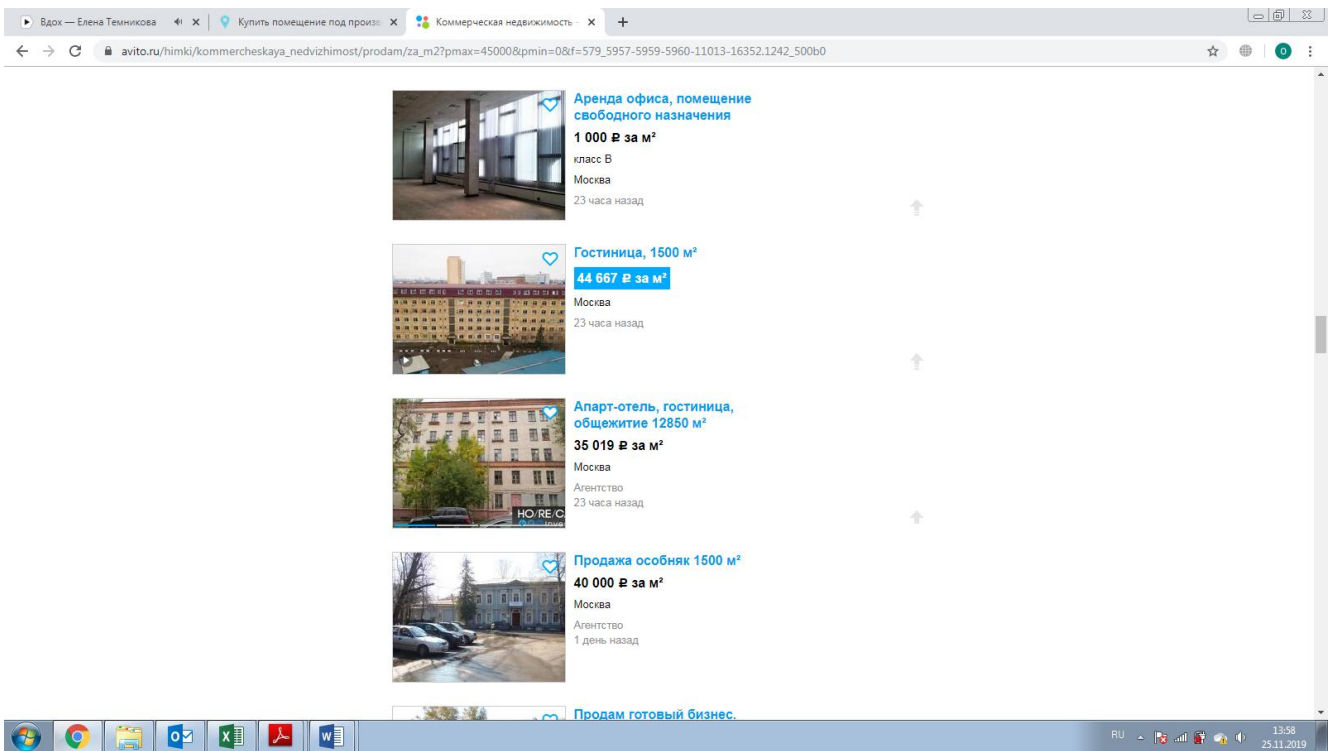 Вдох — Елена Темникова
Купить помещение под произв
Коммерческая недвижимость -
avito.ru/himki/kommercheskaya_nedvizhimost/prodam/za_m2?pmax=45000&pmin=0&f=579_5957-5959-5960-11013-16352.1242_500b0
О
Аренда офиса, помещение
свободного назначения
1 000 ₽ за м²
класс B
Москва
23 часа назад
Гостиница, 1500 м²
44 667 ₽ за м²
Москва
23 часа назад
Апарт-отель, гостиница,
общежитие 12850 м²
35 019 ₽ за м²
Москва
Агентство
23 часа назад
HO/RE/C
Продажа особняк 1500 м²
40 000 ₽ за м²
Москва
Агентство
1 день назад
Продам готовый бизнес.
RU
13:58
25.11.2019